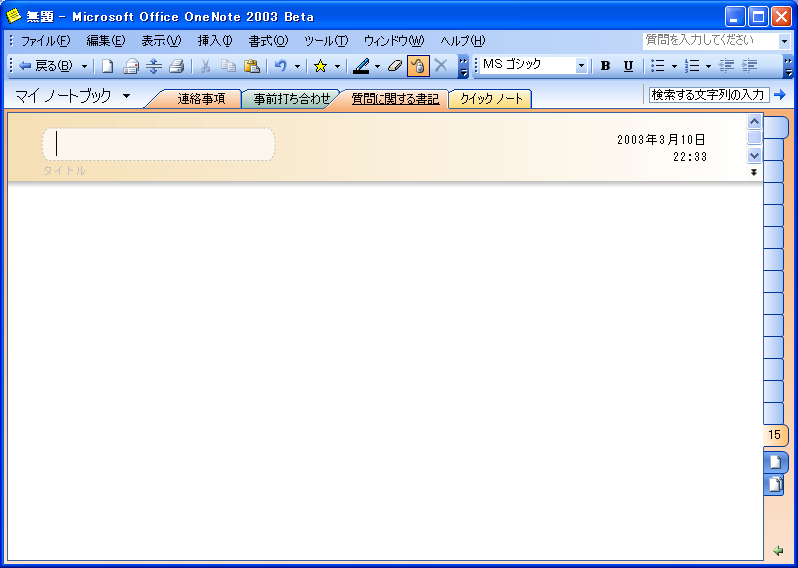 無題 - Microsoft Office OneNote 2003 Beta
ファイル(F) 編集(E) 表示(V) 挿入(I) 書式(O) ツール(T) ウィンドウ(W) ヘルプ(H) 質問を入力してください
戻る(B) MS ゴシック B U
マイ ノートブック 連絡事項 事前打ち合わせ 質問に関する書記 クイック ノート 検索する文字列の入力
2003年3月10日
22:33
タイトル
15